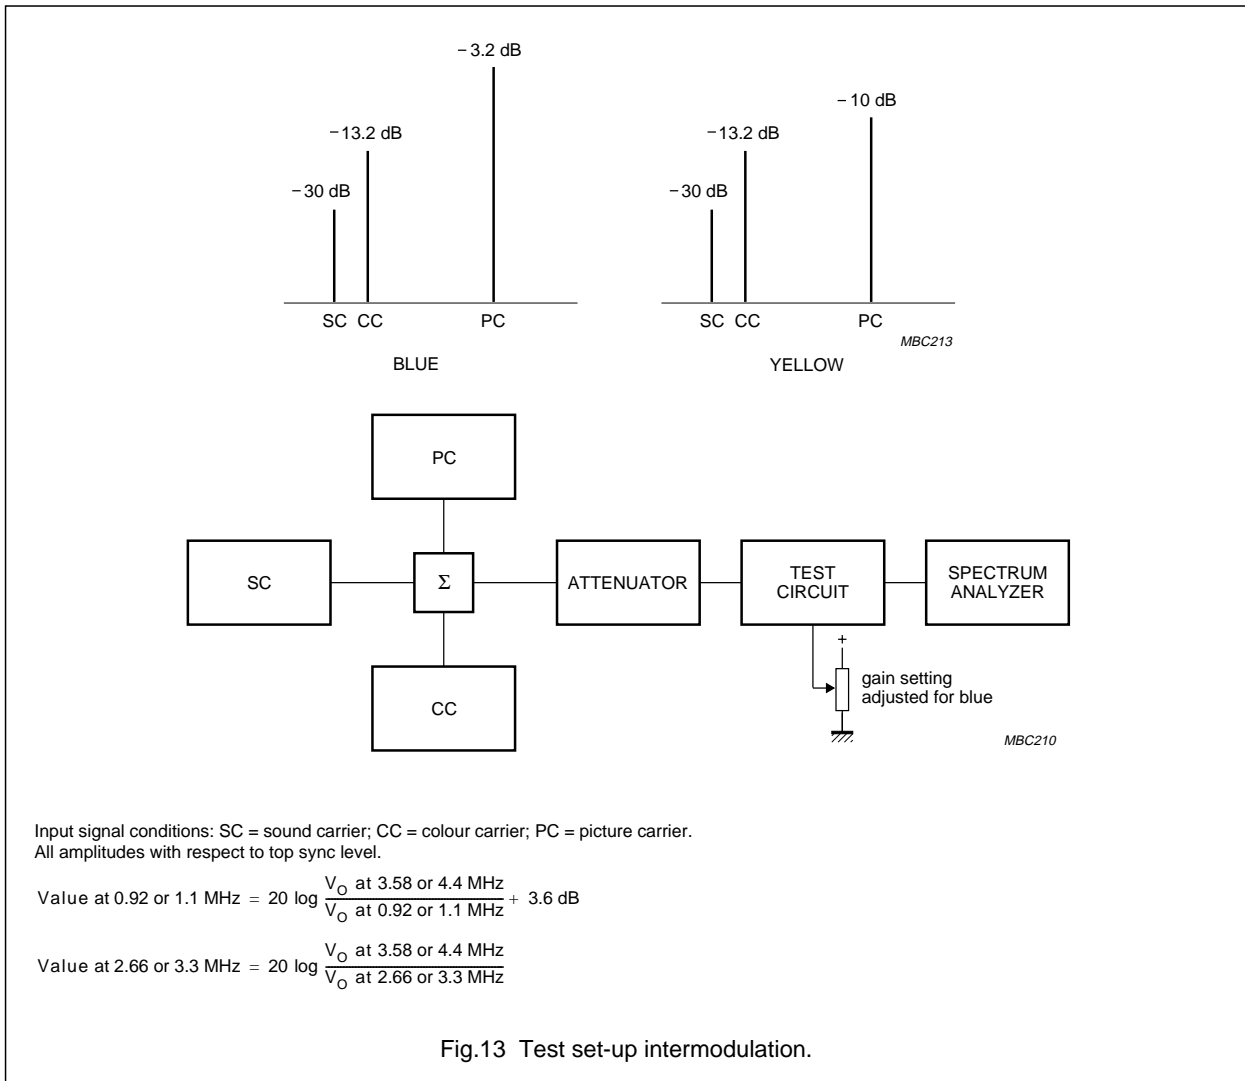 −3.2 dB
−13.2 dB
−30 dB
SC CC PC
BLUE
−10 dB
−13.2 dB
−30 dB
SC CC PC
MBC213
YELLOW
PC
SC
Σ
ATTENUATOR
TEST
CIRCUIT
SPECTRUM
ANALYZER
CC
+
gain setting
adjusted for blue
MBC210
Input signal conditions: SC = sound carrier; CC = colour carrier; PC = picture carrier.
All amplitudes with respect to top sync level.
Value at 0.92 or 1.1 MHz = 20 log (V_O at 3.58 or 4.4 MHz / V_O at 0.92 or 1.1 MHz) + 3.6 dB
Value at 2.66 or 3.3 MHz = 20 log (V_O at 3.58 or 4.4 MHz / V_O at 2.66 or 3.3 MHz)
Fig.13 Test set-up intermodulation.